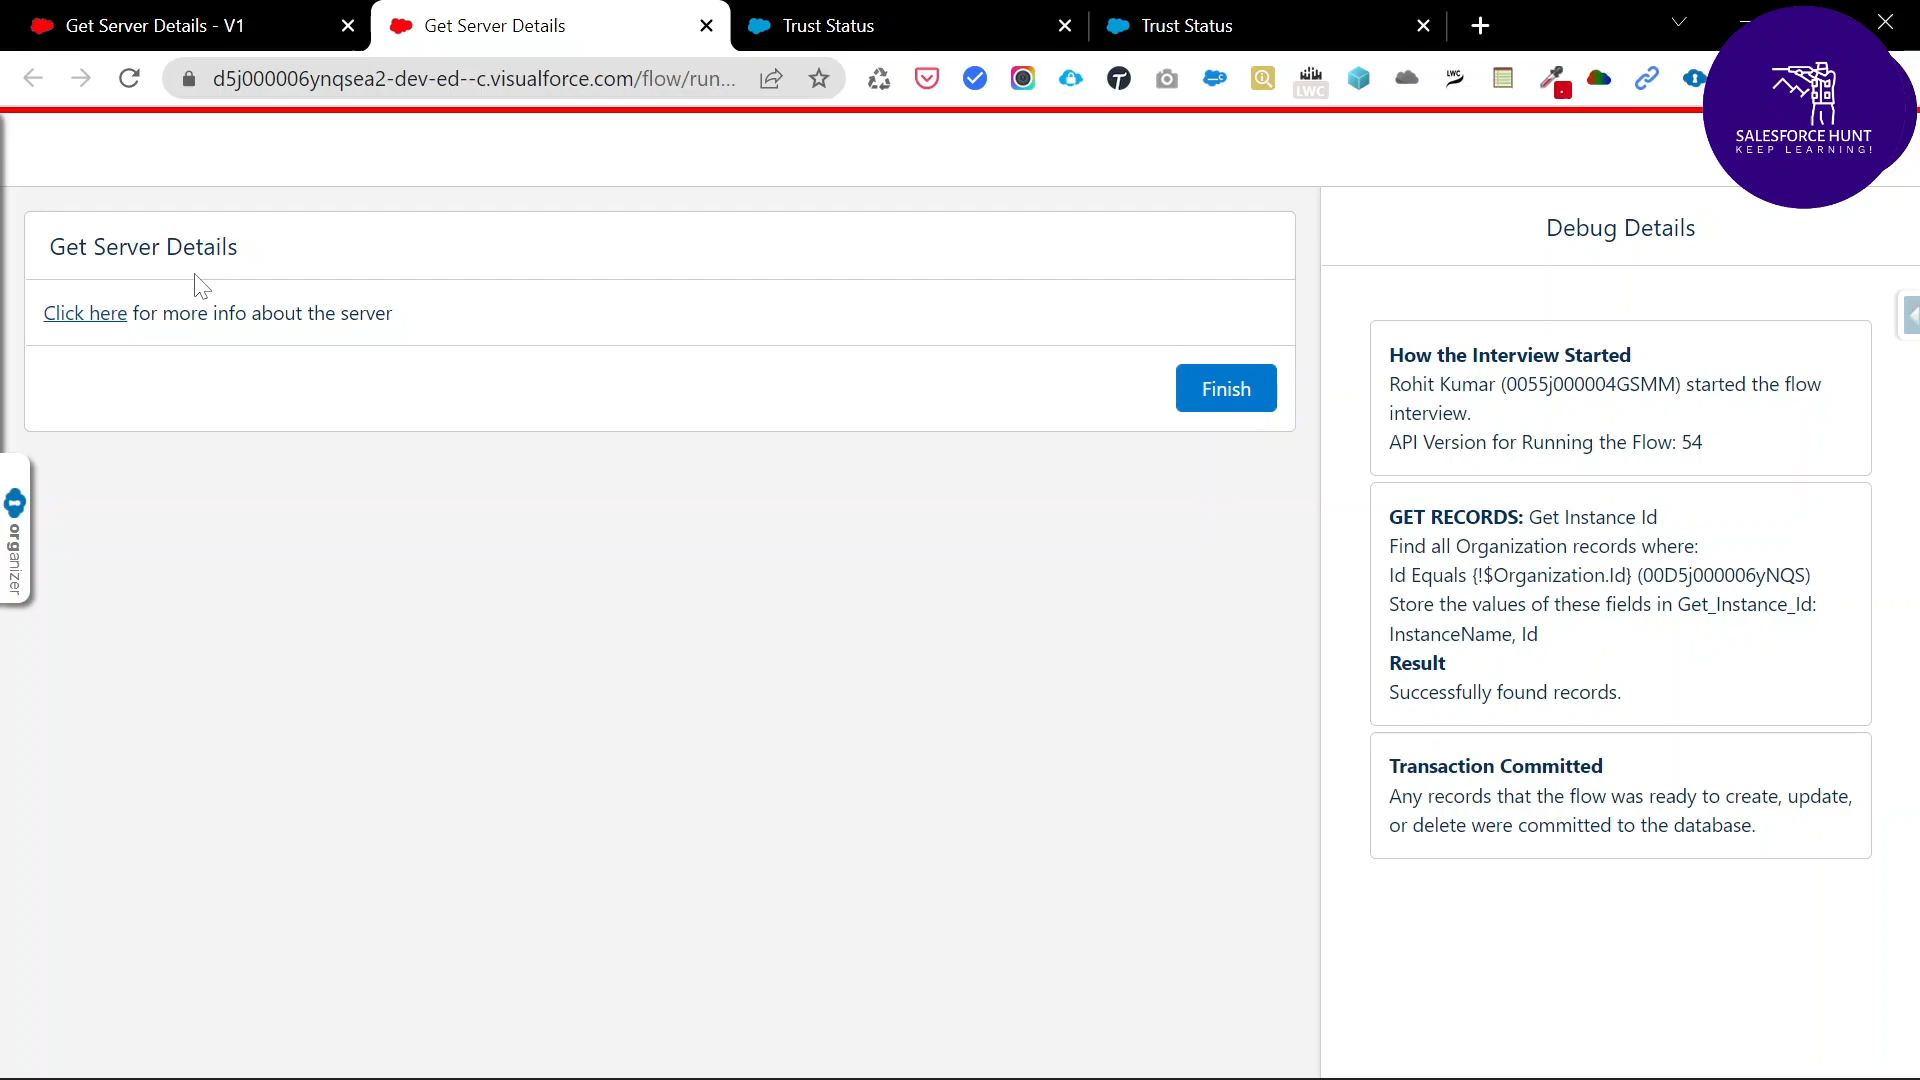 Get Server Details - V1
Get Server Details
Trust Status
Trust Status
d5j000006ynqsea2-dev-ed--c.visualforce.com/flow/run...
LWC
LWC
SALESFORCE HUNT
KEEP LEARNING!
Get Server Details
Click here for more info about the server
Finish
organizer
Debug Details
How the Interview Started
Rohit Kumar (0055j000004GSMM) started the flow
interview.
API Version for Running the Flow: 54
GET RECORDS: Get Instance Id
Find all Organization records where:
Id Equals {!$Organization.Id} (00D5j000006yNQS)
Store the values of these fields in Get_Instance_Id:
InstanceName, Id
Result
Successfully found records.
Transaction Committed
Any records that the flow was ready to create, update,
or delete were committed to the database.